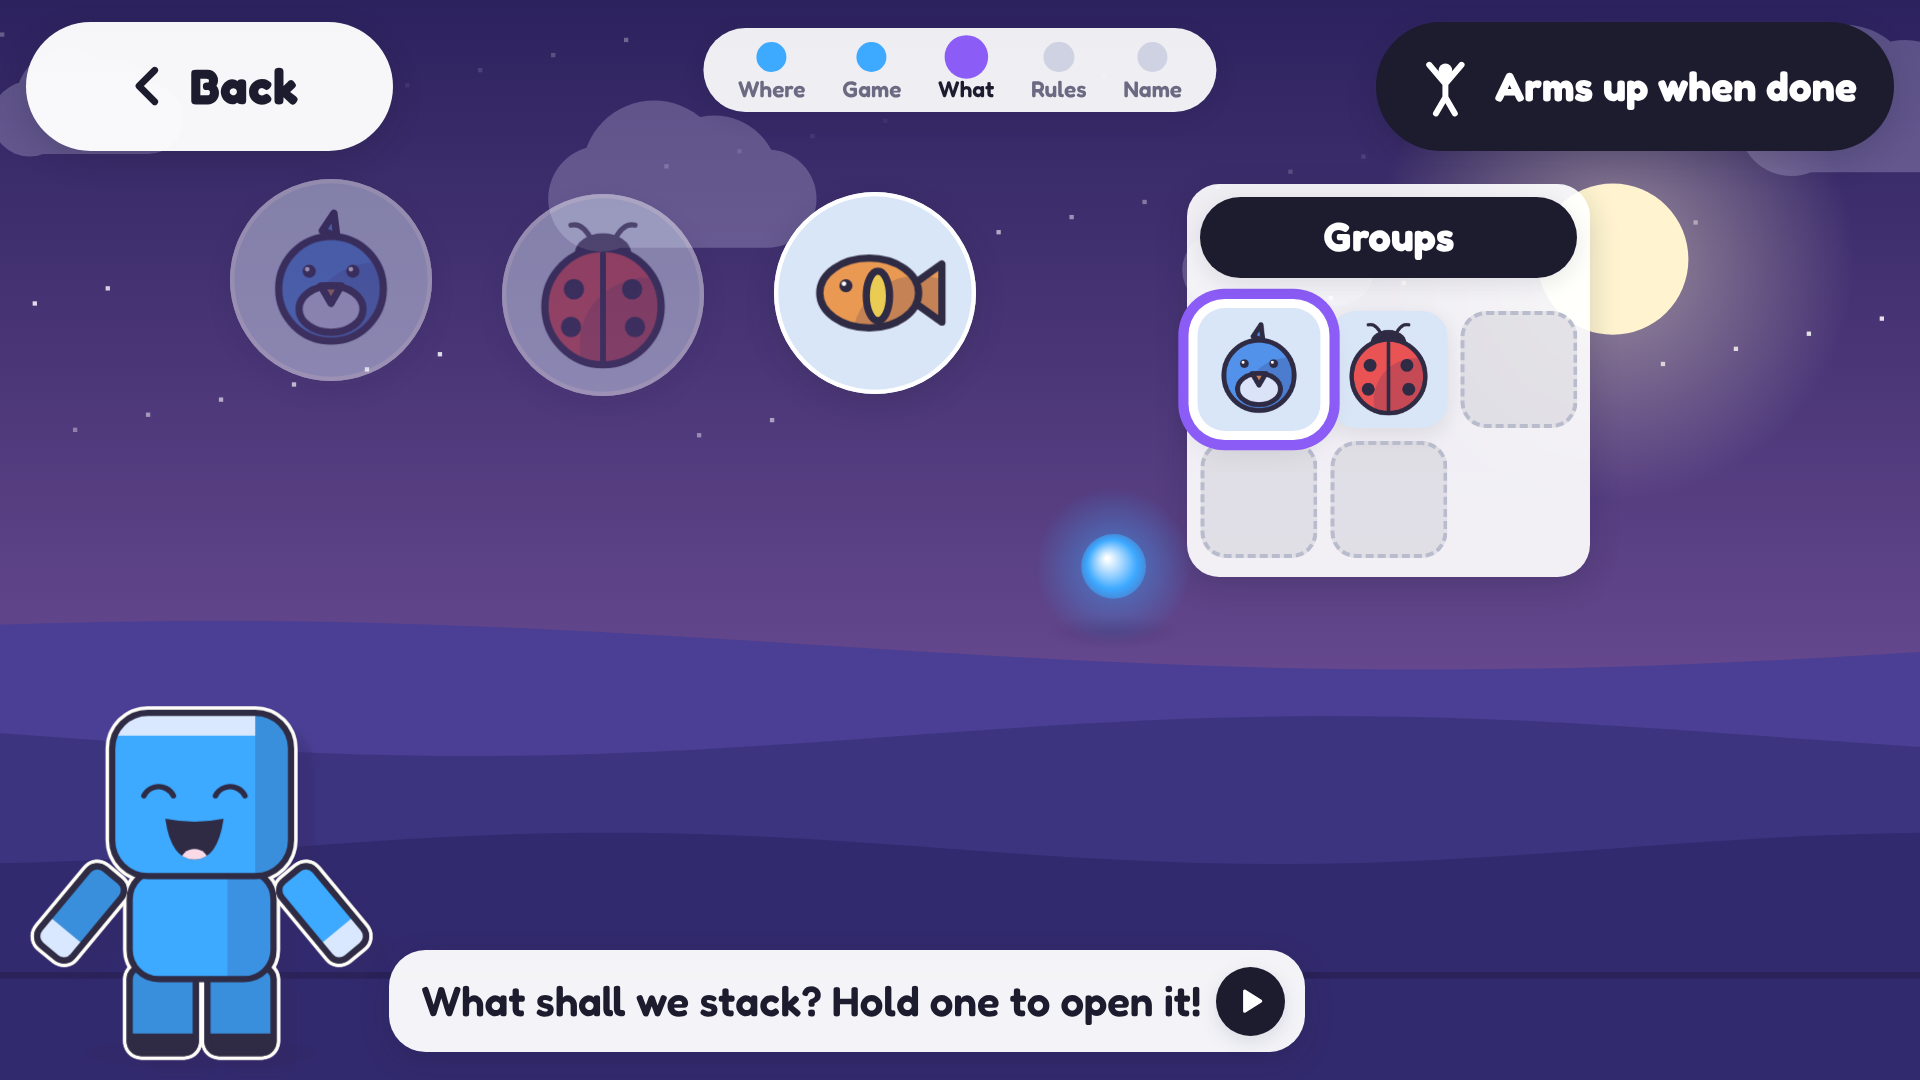 Back
Where
Game
What
Rules
Name
Arms up when done
Groups
What shall we stack? Hold one to open it!